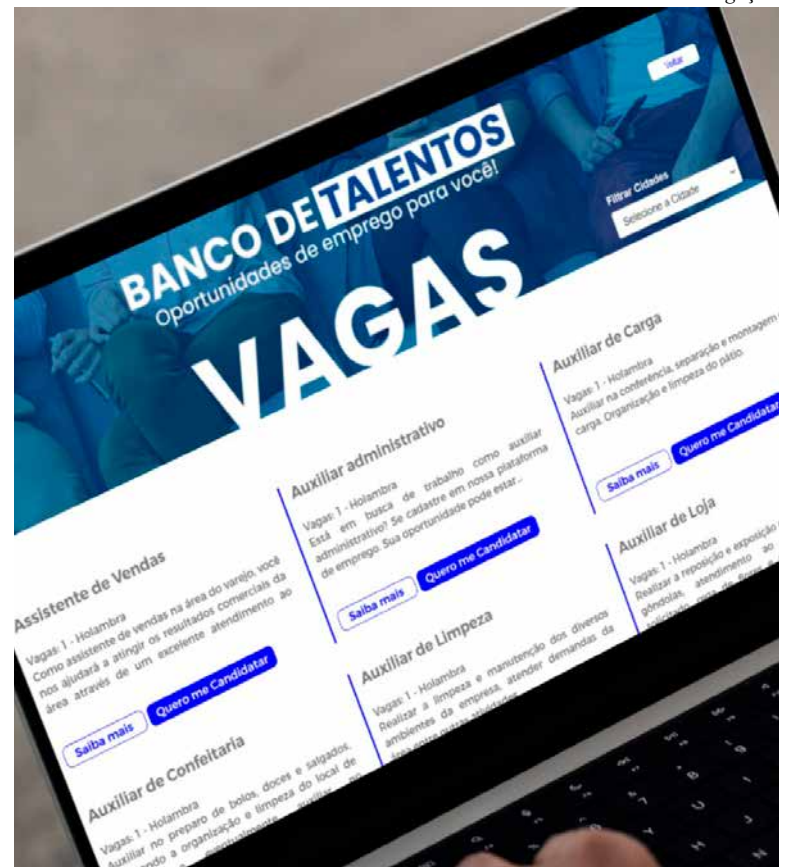 Voltar
BANCO DE TALENTOS
Oportunidades de emprego para você!
Filtrar Cidades
Selecione a Cidade
VAGAS
Assistente de Vendas
Vagas: 1 - Holambra
Como assistente de vendas na área do varejo, você
nos ajudará a atingir os resultados comerciais da
área através de um excelente atendimento ao
Saiba mais
Quero me Candidatar
Auxiliar administrativo
Vagas: 1 - Holambra
Está em busca de trabalho como auxiliar
administrativo? Se cadastre em nossa plataforma
de emprego. Sua oportunidade pode estar...
Saiba mais
Quero me Candidatar
Auxiliar de Carga
Vagas: 1 - Holambra
Auxiliar na conferência, separação e montagem
carga. Organização e limpeza do pátio.
Saiba mais
Quero me Candidatar
Auxiliar de Confeitaria
Vagas: 1 - Holambra
Auxiliar no preparo de bolos, doces e salgados,
a organização e limpeza do local de
eventualmente auxiliar no
Auxiliar de Limpeza
Vagas: 1 - Holambra
Realizar a limpeza e manutenção dos diversos
ambientes da empresa, atender demandas da
área entre outras atividades
Auxiliar de Loja
Vagas: 1 - Holambra
Realizar a reposição e exposição
gôndolas, atendimento ao